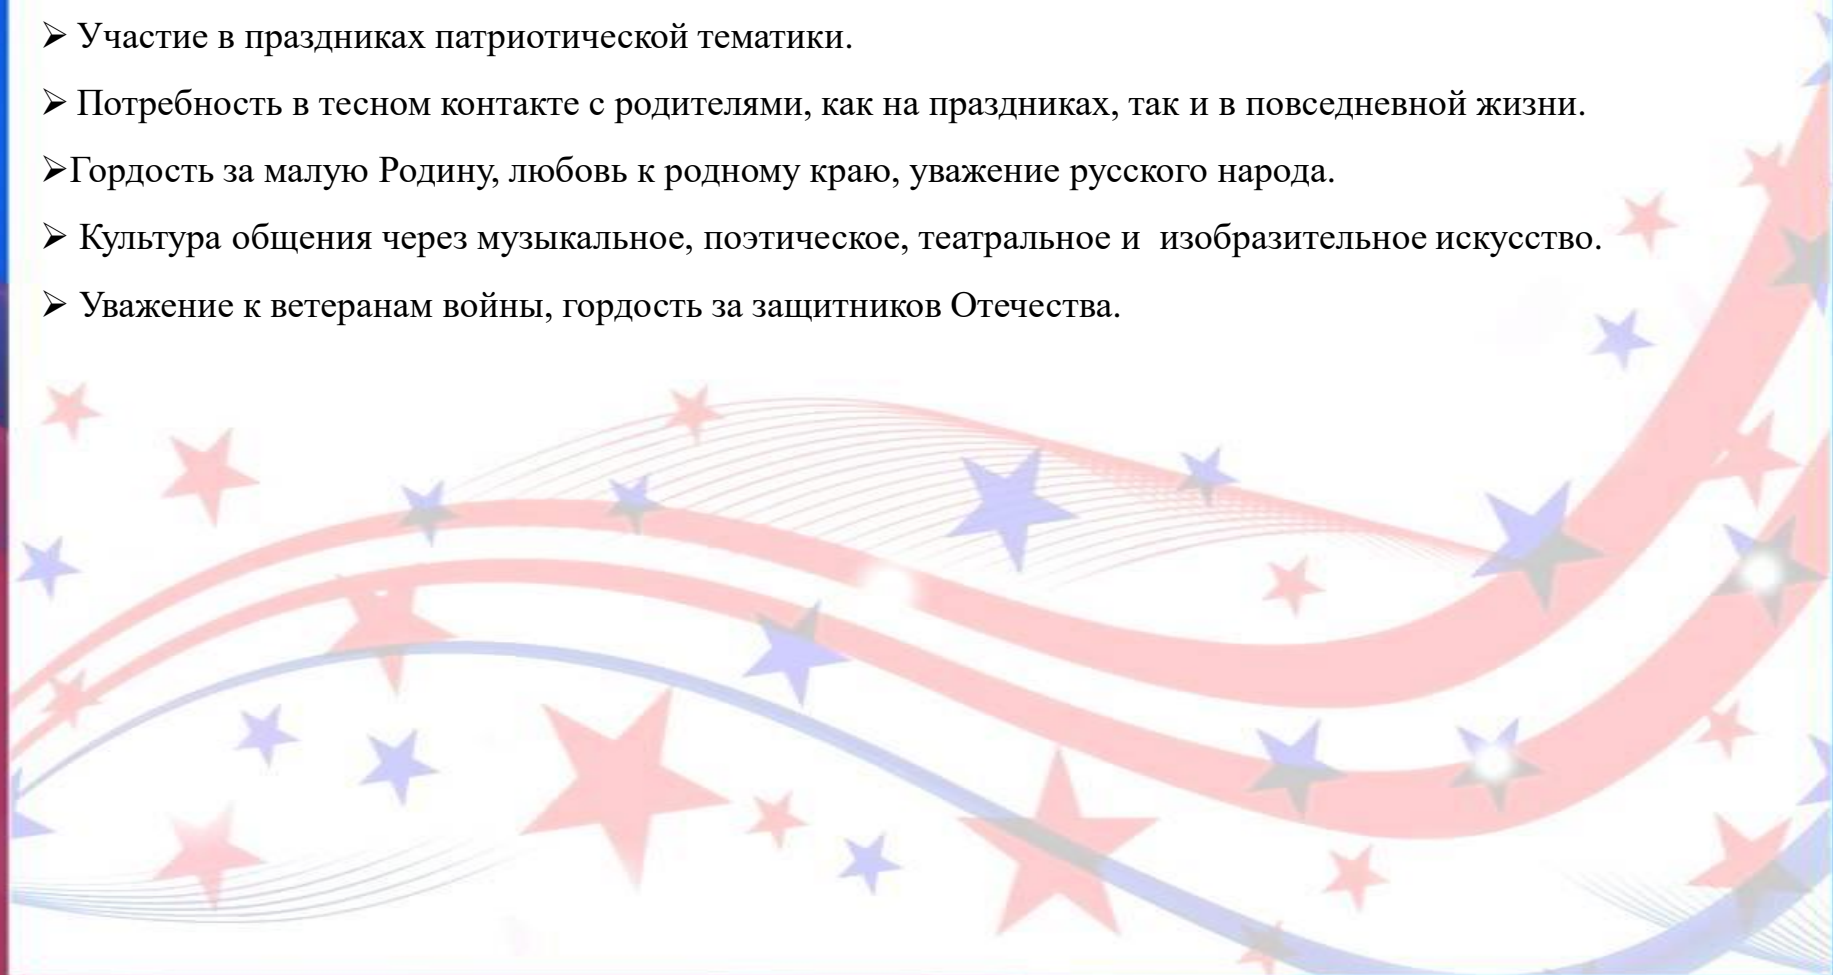 ➢ Участие в праздниках патриотической тематики.
➢ Потребность в тесном контакте с родителями, как на праздниках, так и в повседневной жизни.
➢Гордость за малую Родину, любовь к родному краю, уважение русского народа.
➢ Культура общения через музыкальное, поэтическое, театральное и  изобразительное искусство.
➢ Уважение к ветеранам войны, гордость за защитников Отечества.